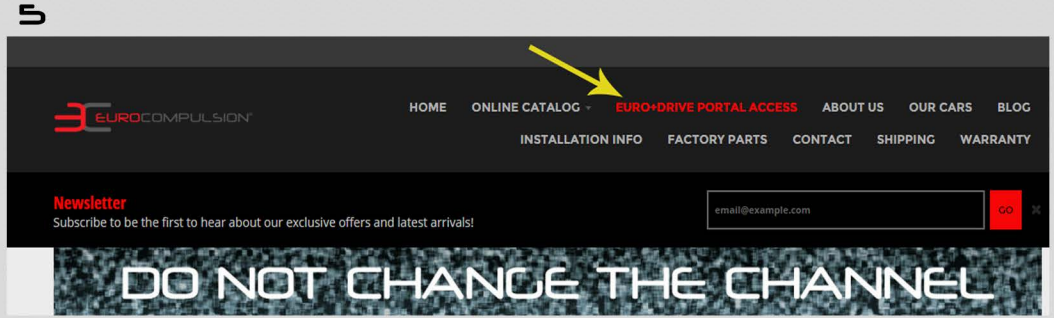 5
HOME ONLINE CATALOG EURO+DRIVE PORTAL ACCESS ABOUT US OUR CARS BLOG
EUROCOMPULSION
INSTALLATION INFO FACTORY PARTS CONTACT SHIPPING WARRANTY
Newsletter
Subscribe to be the first to hear about our exclusive offers and latest arrivals!
email@example.com GO
DO NOT CHANGE THE CHANNEL